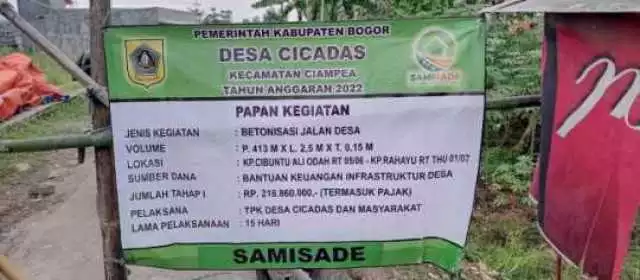 PEMERINTAH KABUPATEN BOGOR
DESA CICADAS
KECAMATAN CIAMPEA
TAHUN ANGGARAN 2022
SAMISADE
PAPAN KEGIATAN
JENIS KEGIATAN : BETONISASI JALAN DESA
VOLUME : P. 413 M X L. 2,5 M X T. 0,15 M
LOKASI : KP.CIBUNTU ALI ODAH RT 05/06 - KP.RAHAYU RT THU 01/07
SUMBER DANA : BANTUAN KEUANGAN INFRASTRUKTUR DESA
JUMLAH TAHAP I : RP. 216.860.000,- (TERMASUK PAJAK)
PELAKSANA : TPK DESA CICADAS DAN MASYARAKAT
LAMA PELAKSANAAN : 15 HARI
SAMISADE